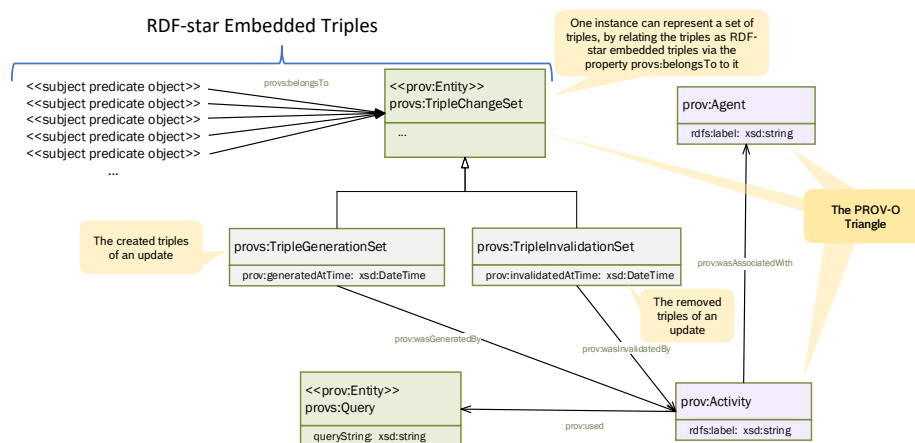 RDF-star Embedded Triples
One instance can represent a set of
triples, by relating the triples as RDF-
star embedded triples via the
property provs:belongsTo to it
<<subject predicate object>>
<<subject predicate object>>
<<subject predicate object>>
<<subject predicate object>>
<<subject predicate object>>
...
provs:belongsTo
<<prov:Entity>>
provs:TripleChangeSet
...
prov:Agent
rdfs:label: xsd:string
The PROV-O
Triangle
The created triples
of an update
provs:TripleGenerationSet
prov:generatedAtTime: xsd:DateTime
provs:TripleInvalidationSet
prov:invalidatedAtTime: xsd:DateTime
prov:wasAssociatedWith
The removed
triples of an
update
prov:wasGeneratedBy
prov:wasInvalidatedBy
<<prov:Entity>>
provs:Query
queryString: xsd:string
prov:used
prov:Activity
rdfs:label: xsd:string